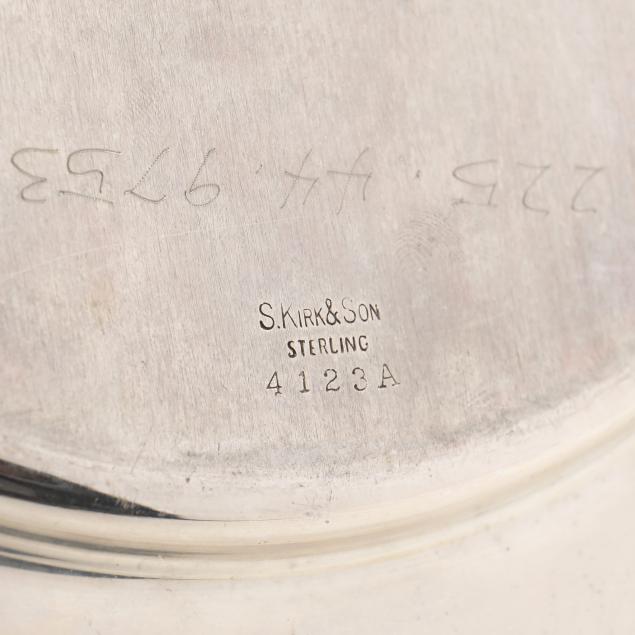 225. 44. 9753
S. KIRK & SON
STERLING
4123A